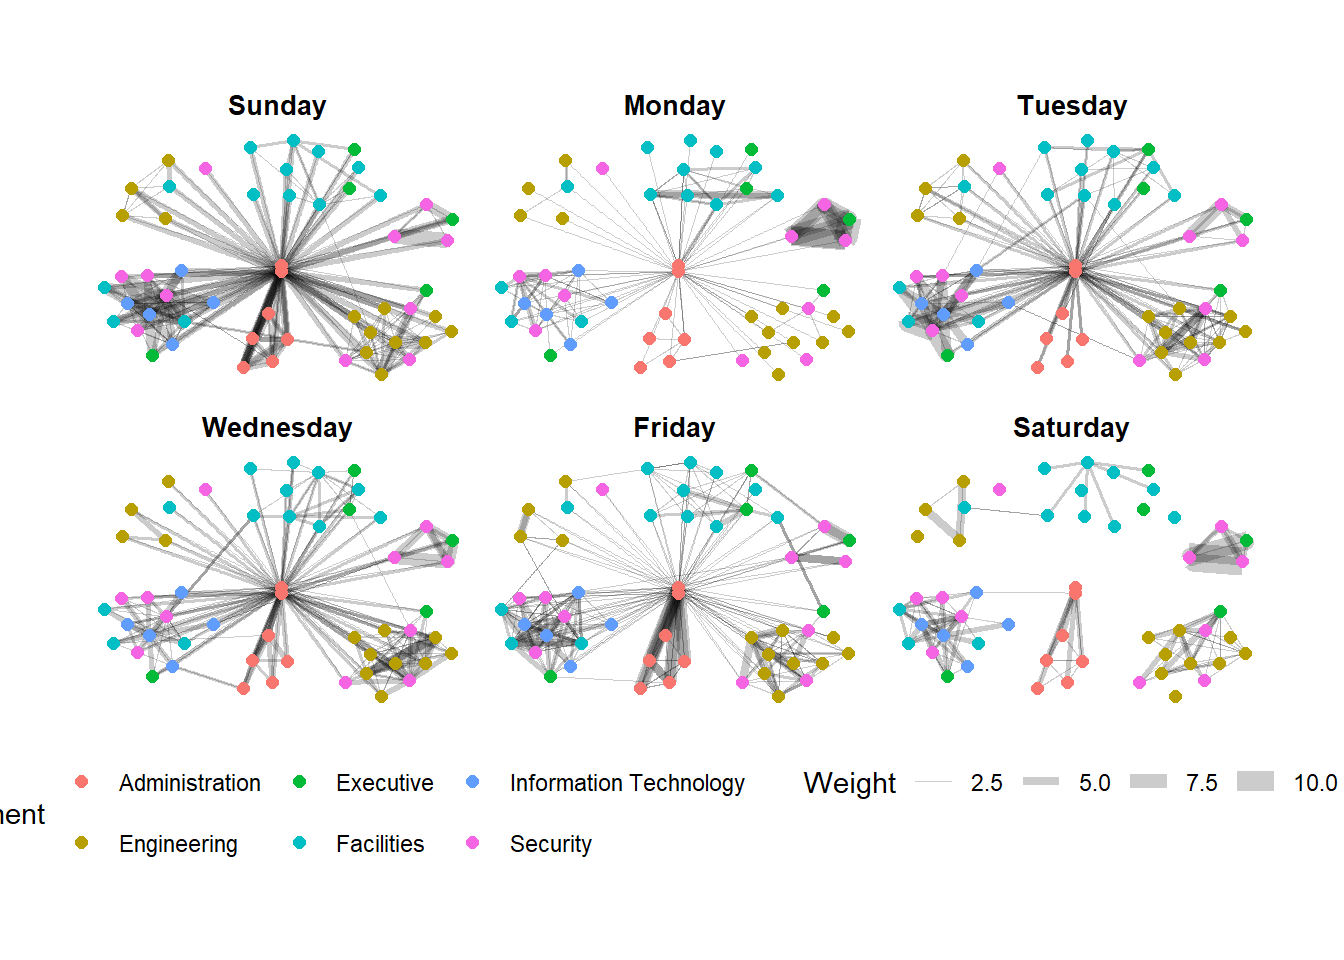 Sunday Monday Tuesday
Wednesday Friday Saturday
Administration Executive Information Technology Weight 2.5 5.0 7.5 10.0
Engineering Facilities Security